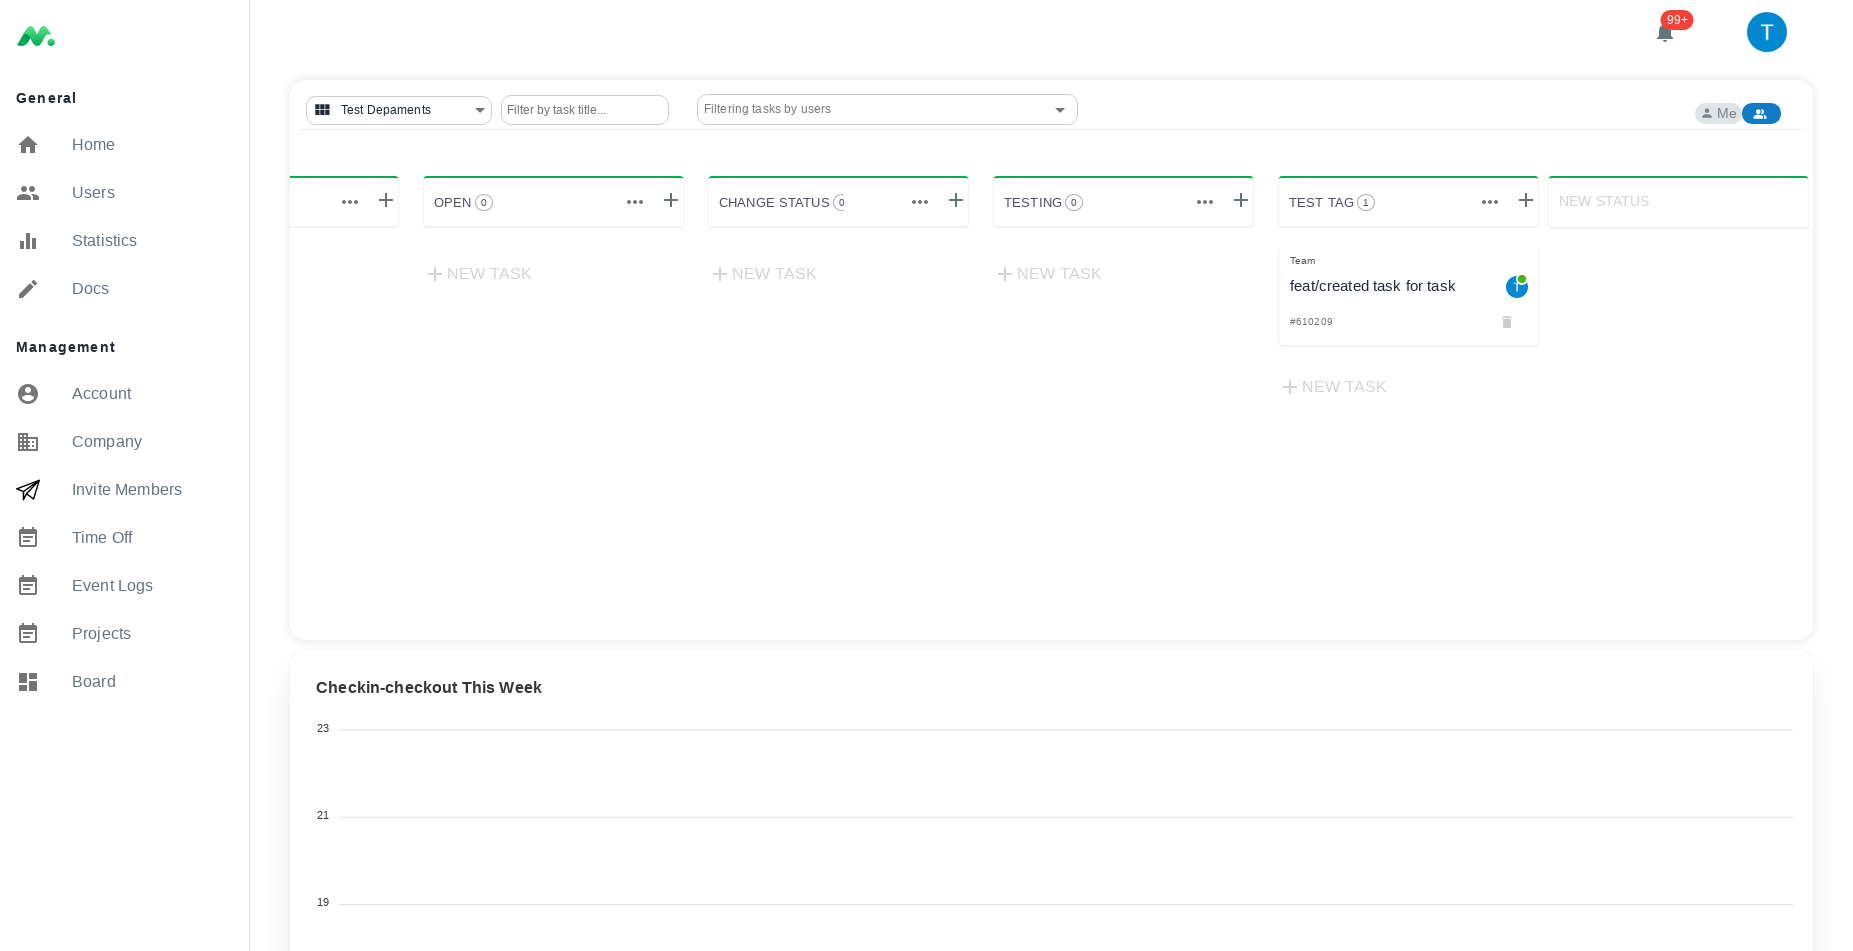 99+
T
General
Home
Users
Statistics
Docs
Management
Account
Company
Invite Members
Time Off
Event Logs
Projects
Board
Test Depaments
Filter by task title...
Filtering tasks by users
Me
OPEN 0
CHANGE STATUS 0
TESTING 0
TEST TAG 1
NEW STATUS
NEW TASK
NEW TASK
NEW TASK
Team
feat/created task for task
T
#610209
NEW TASK
Checkin-checkout This Week
23
21
19